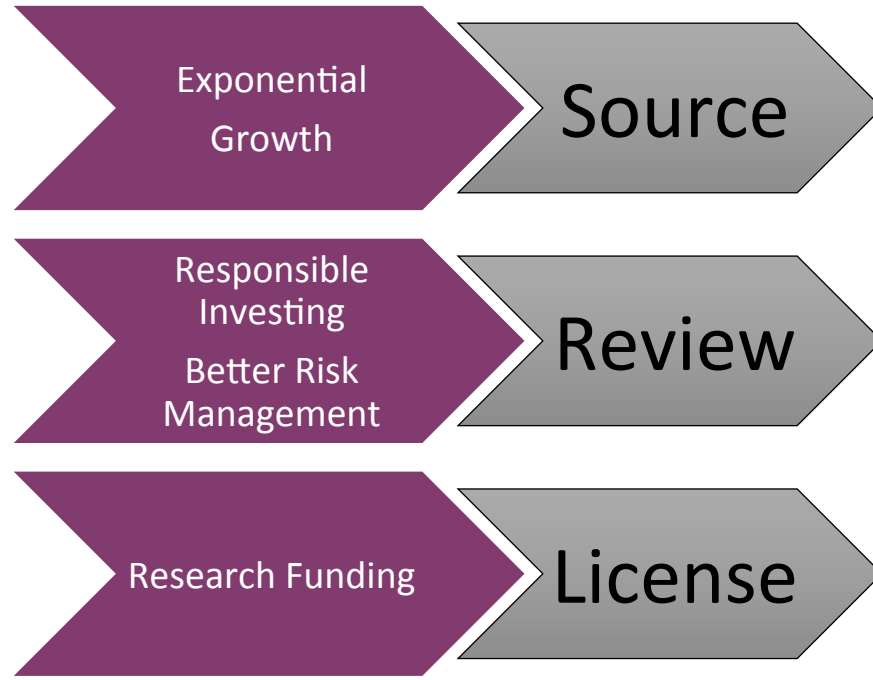 Exponential
Growth
Source
Responsible
Investing
Better Risk
Management
Review
Research Funding
License